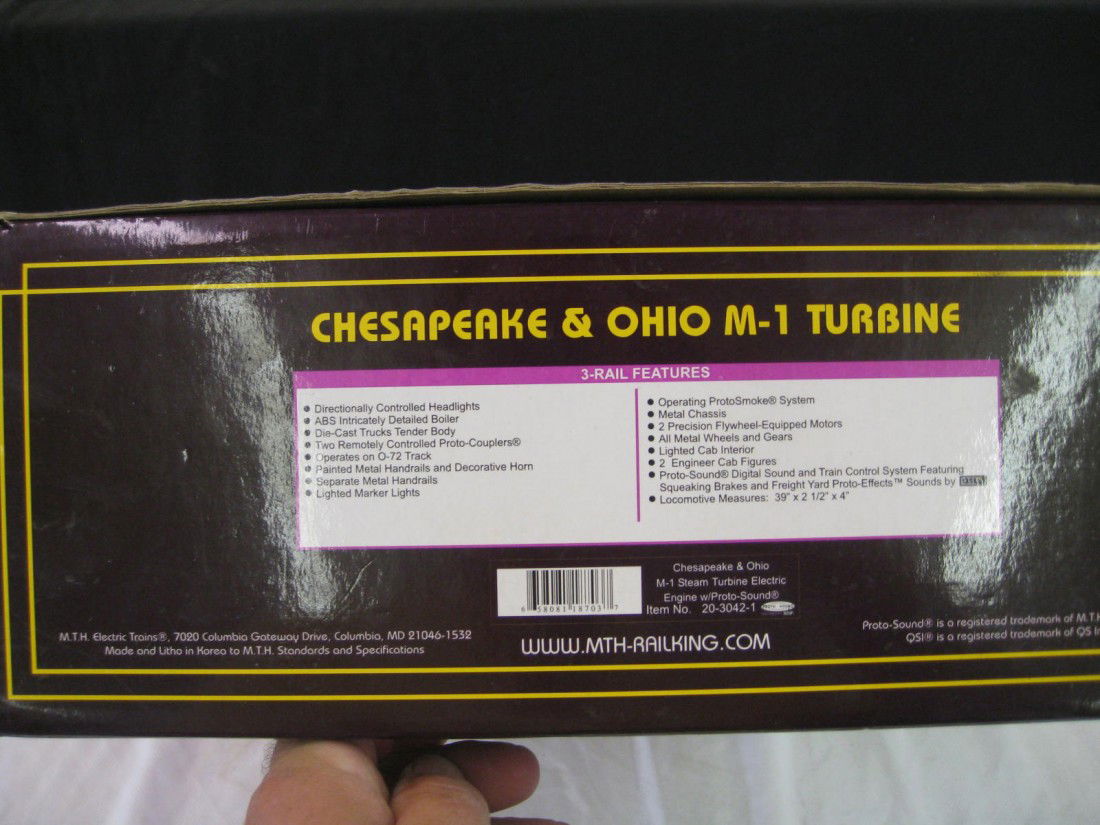 CHESAPEAKE & OHIO M-1 TURBINE
3-RAIL FEATURES
Directionally Controlled Headlights
ABS Intricately Detailed Boiler
Die-Cast Trucks Tender Body
Two Remotely Controlled Proto-Couplers®
Operates on O-72 Track
Painted Metal Handrails and Decorative Horn
Separate Metal Handrails
Lighted Marker Lights
Operating ProtoSmoke® System
Metal Chassis
2 Precision Flywheel-Equipped Motors
All Metal Wheels and Gears
Lighted Cab Interior
2 Engineer Cab Figures
Proto-Sound® Digital Sound and Train Control System Featuring
Squeaking Brakes and Freight Yard Proto-Effects™ Sounds by
Locomotive Measures: 39" x 2 1/2" x 4"
6 58081 18703 7
Chesapeake & Ohio
M-1 Steam Turbine Electric
Engine w/Proto-Sound®
Item No. 20-3042-1
M.T.H. Electric Trains®, 7020 Columbia Gateway Drive, Columbia, MD 21046-1532
Made and Litho in Korea to M.T.H. Standards and Specifications
WWW.MTH-RAILKING.COM
Proto-Sound® is a registered trademark of M.T.H
QSI® is a registered trademark of QS I